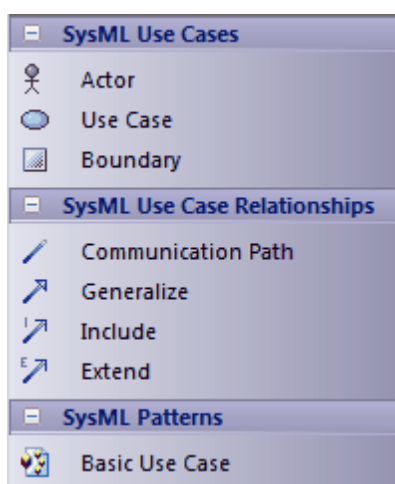 SysML Use Cases
Actor
Use Case
Boundary
SysML Use Case Relationships
Communication Path
Generalize
I
Include
E
Extend
SysML Patterns
Basic Use Case